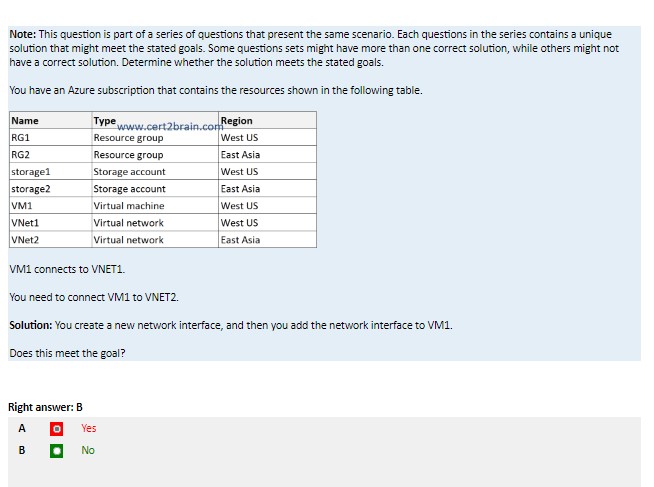 Note: This question is part of a series of questions that present the same scenario. Each questions in the series contains a unique
solution that might meet the stated goals. Some questions sets might have more than one correct solution, while others might not
have a correct solution. Determine whether the solution meets the stated goals.
You have an Azure subscription that contains the resources shown in the following table.
Name Type Region
www.cert2brain.com
RG1 Resource group West US
RG2 Resource group East Asia
storage1 Storage account West US
storage2 Storage account East Asia
VM1 Virtual machine West US
VNet1 Virtual network West US
VNet2 Virtual network East Asia
VM1 connects to VNET1.
You need to connect VM1 to VNET2.
Solution: You create a new network interface, and then you add the network interface to VM1.
Does this meet the goal?
Right answer: B
A Yes
B No